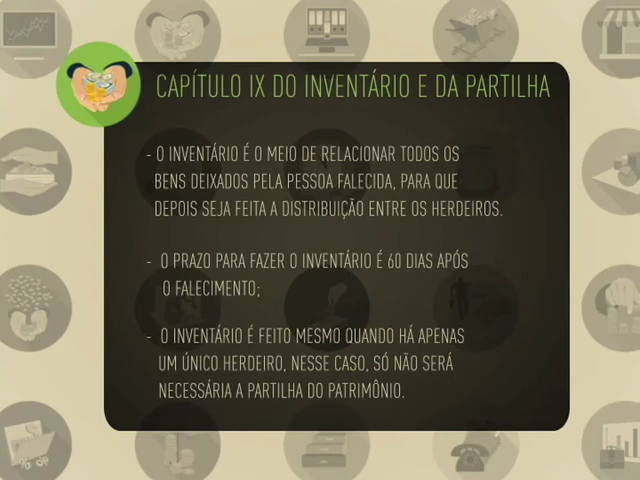 CAPÍTULO IX DO INVENTÁRIO E DA PARTILHA
- O INVENTÁRIO É O MEIO DE RELACIONAR TODOS OS
BENS DEIXADOS PELA PESSOA FALECIDA, PARA QUE
DEPOIS SEJA FEITA A DISTRIBUIÇÃO ENTRE OS HERDEIROS.
- O PRAZO PARA FAZER O INVENTÁRIO É 60 DIAS APÓS
O FALECIMENTO;
- O INVENTÁRIO É FEITO MESMO QUANDO HÁ APENAS
UM ÚNICO HERDEIRO, NESSE CASO, SÓ NÃO SERÁ
NECESSÁRIA A PARTILHA DO PATRIMÔNIO.